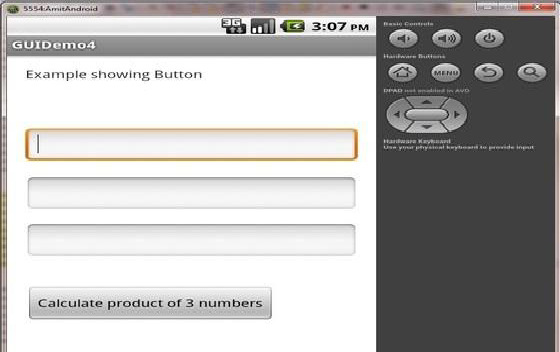 5554:AmitAndroid
3G
3:07 PM
GUIDemo4
Example showing Button
Calculate product of 3 numbers
Basic Controls
Hardware Buttons
MENU
DPAD not enabled in AVD
Hardware Keyboard
Use your physical keyboard to provide input